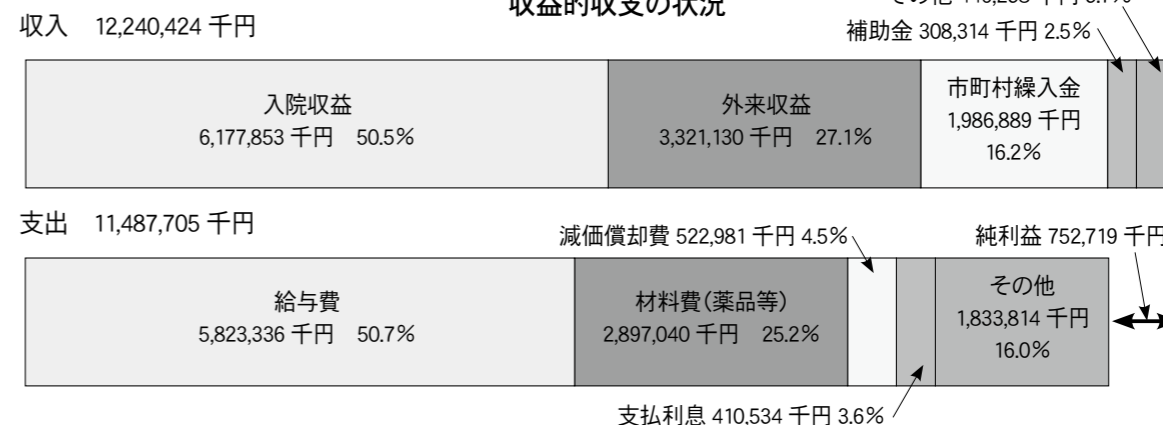 収益的収支の状況
収入 12,240,424 千円
補助金 308,314 千円 2.5%
入院収益
6,177,853 千円 50.5%
外来収益
3,321,130 千円 27.1%
市町村繰入金
1,986,889 千円
16.2%
支出 11,487,705 千円
減価償却費 522,981 千円 4.5%
純利益 752,719 千円
給与費
5,823,336 千円 50.7%
材料費(薬品等)
2,897,040 千円 25.2%
その他
1,833,814 千円
16.0%
支払利息 410,534 千円 3.6%